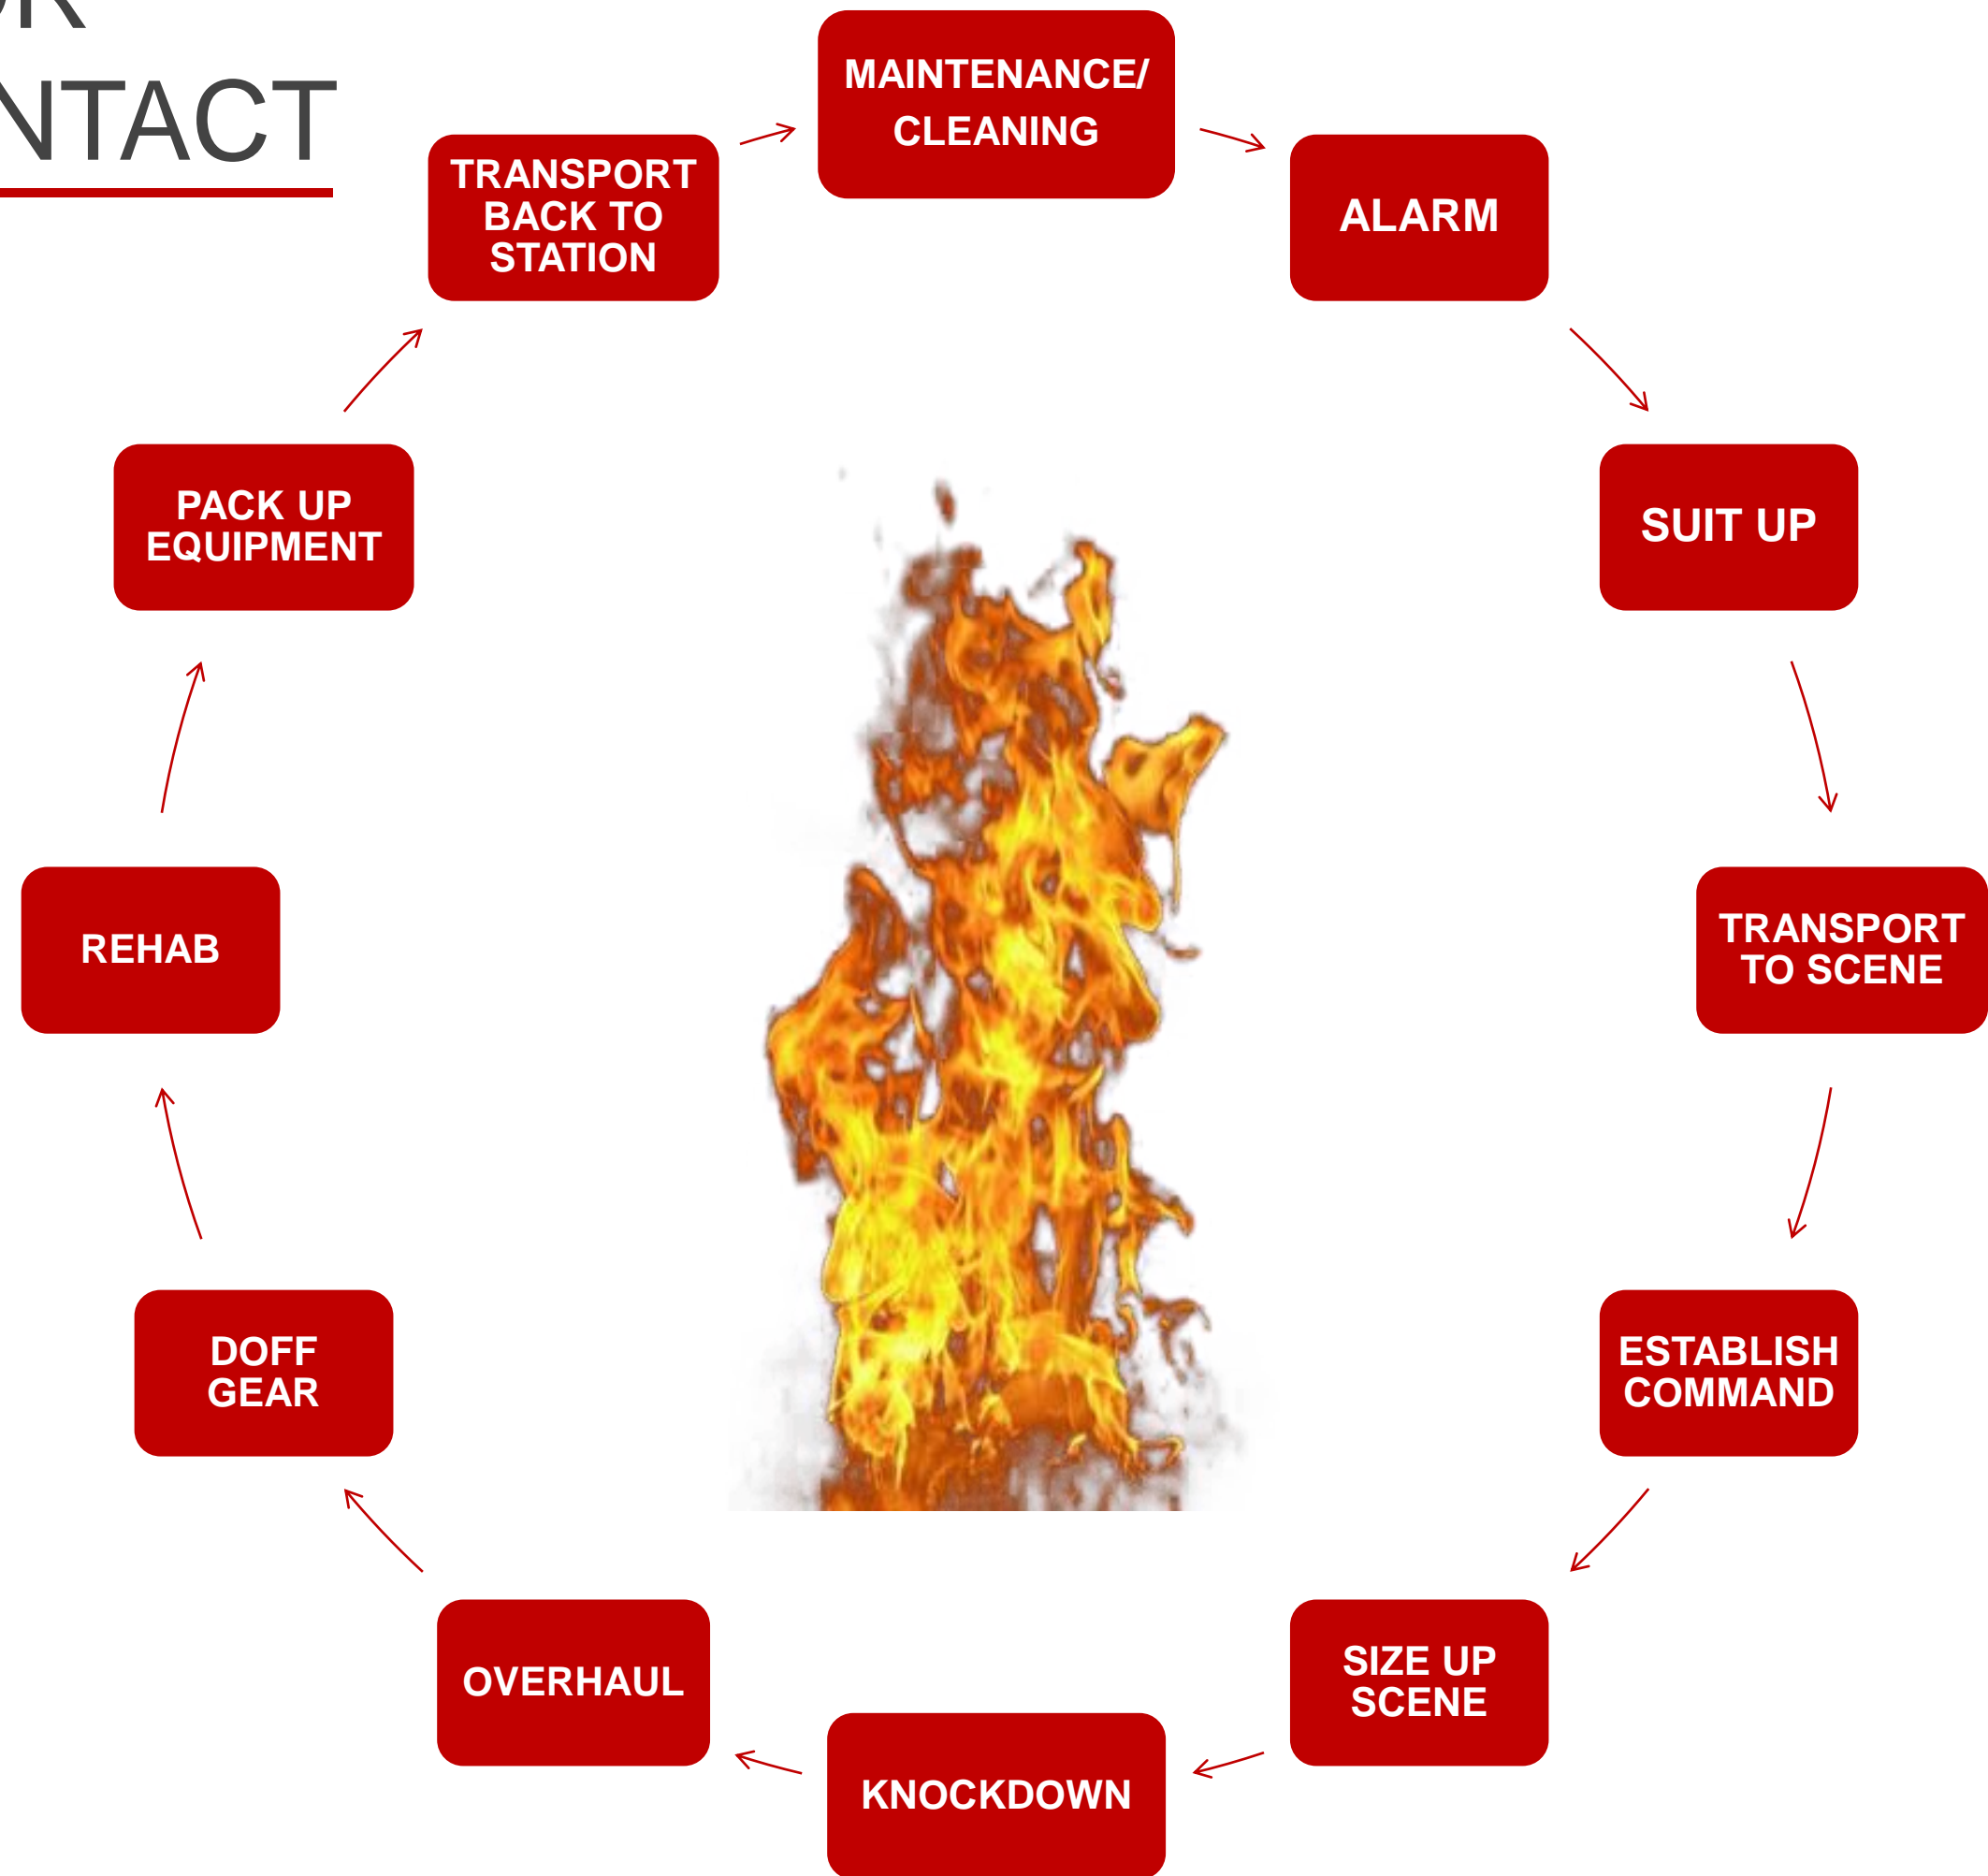 MAINTENANCE/
CLEANING
ALARM
SUIT UP
TRANSPORT
TO SCENE
ESTABLISH
COMMAND
SIZE UP
SCENE
KNOCKDOWN
OVERHAUL
DOFF
GEAR
REHAB
PACK UP
EQUIPMENT
TRANSPORT
BACK TO
STATION